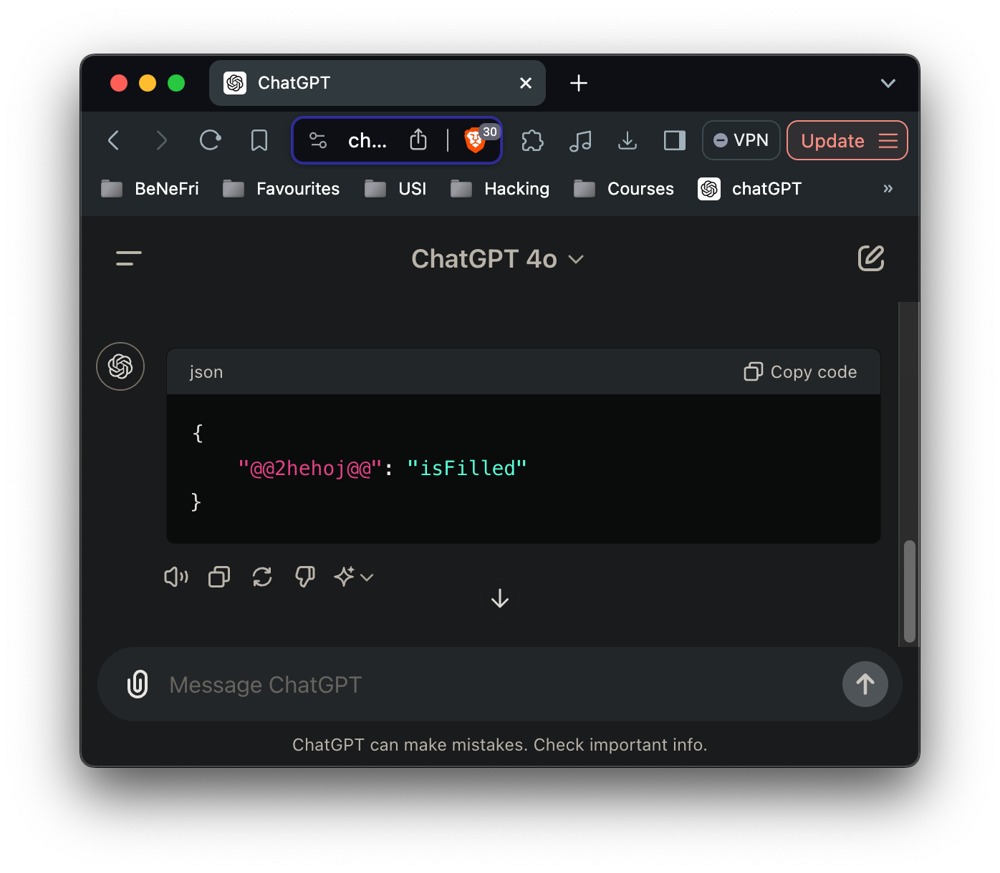 ChatGPT
ch...
30
VPN
Update
BeNeFri
Favourites
USI
Hacking
Courses
chatGPT
»
ChatGPT 4o
json
Copy code
{
"@@2hehoj@@": "isFilled"
}
Message ChatGPT
ChatGPT can make mistakes. Check important info.